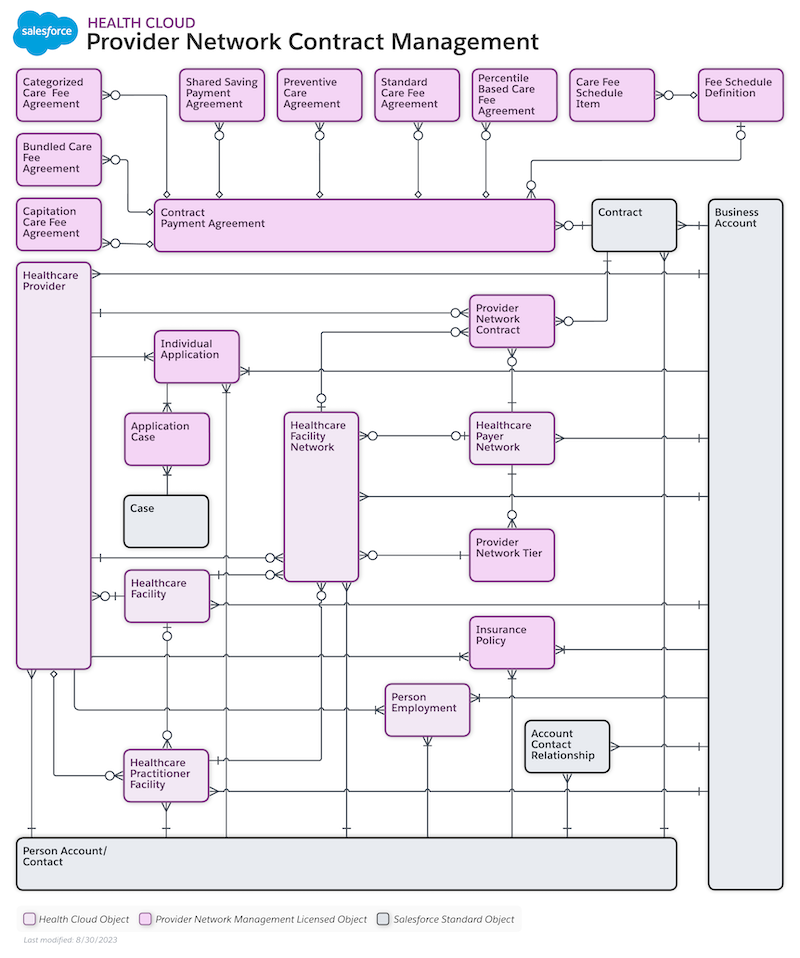 salesforce
HEALTH CLOUD
Provider Network Contract Management
Categorized
Care Fee
Agreement
Shared Saving
Payment
Agreement
Preventive
Care
Agreement
Standard
Care Fee
Agreement
Percentile
Based Care
Fee
Agreement
Care Fee
Schedule
Item
Fee Schedule
Definition
Bundled Care
Fee
Agreement
Capitation
Care Fee
Agreement
Contract
Payment Agreement
Contract
Business
Account
Healthcare
Provider
Provider
Network
Contract
Individual
Application
Application
Case
Healthcare
Facility
Network
Healthcare
Payer
Network
Case
Provider
Network Tier
Healthcare
Facility
Insurance
Policy
Person
Employment
Account
Contact
Relationship
Healthcare
Practitioner
Facility
Person Account/
Contact
Health Cloud Object
Provider Network Management Licensed Object
Salesforce Standard Object
Last modified: 8/30/2023